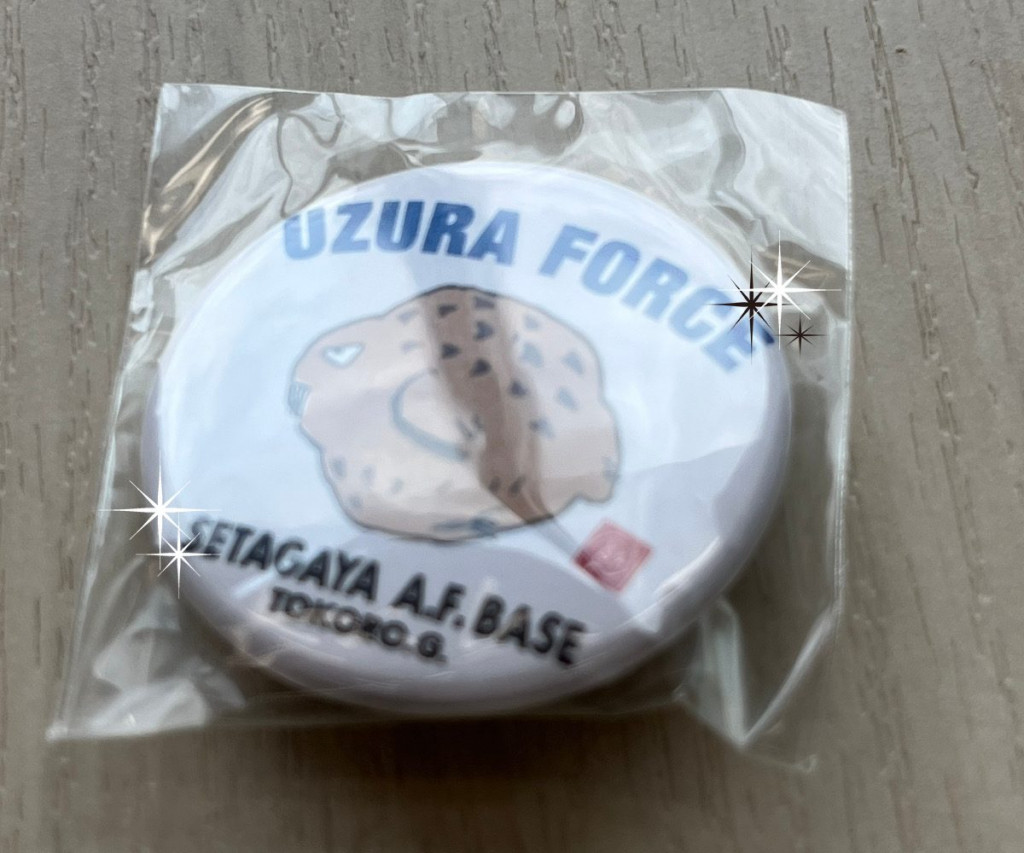 UZURA FORCE
SETAGAYA A.F. BASE
TOKORO.G.